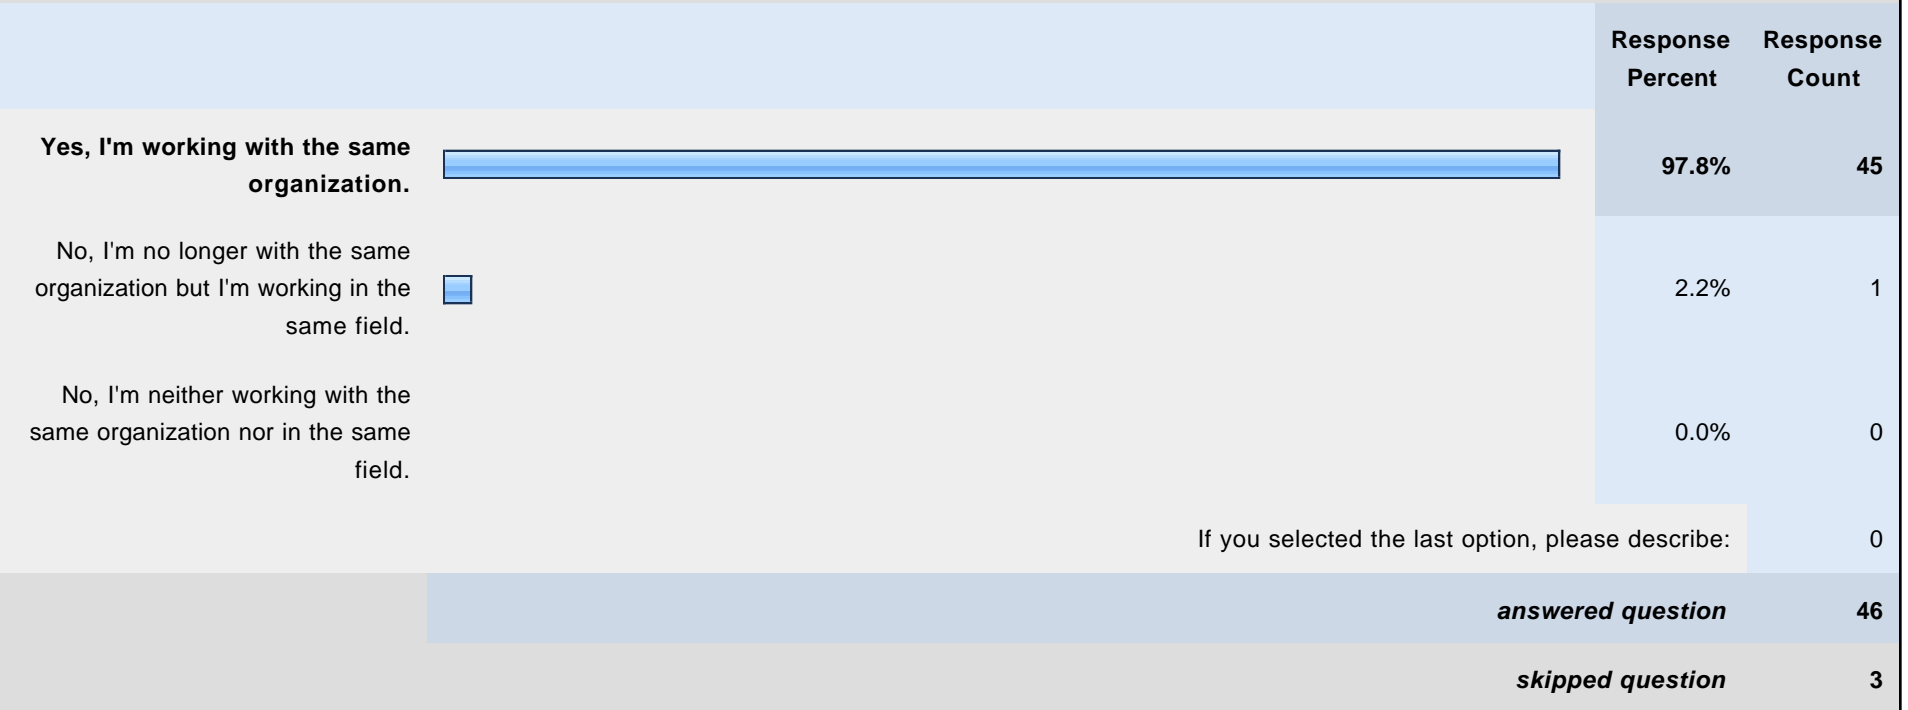 Response
Percent
Response
Count
Yes, I'm working with the same
organization.
97.8%
45
No, I'm no longer with the same
organization but I'm working in the
same field.
2.2%
1
No, I'm neither working with the
same organization nor in the same
field.
0.0%
0
If you selected the last option, please describe:
0
answered question
46
skipped question
3